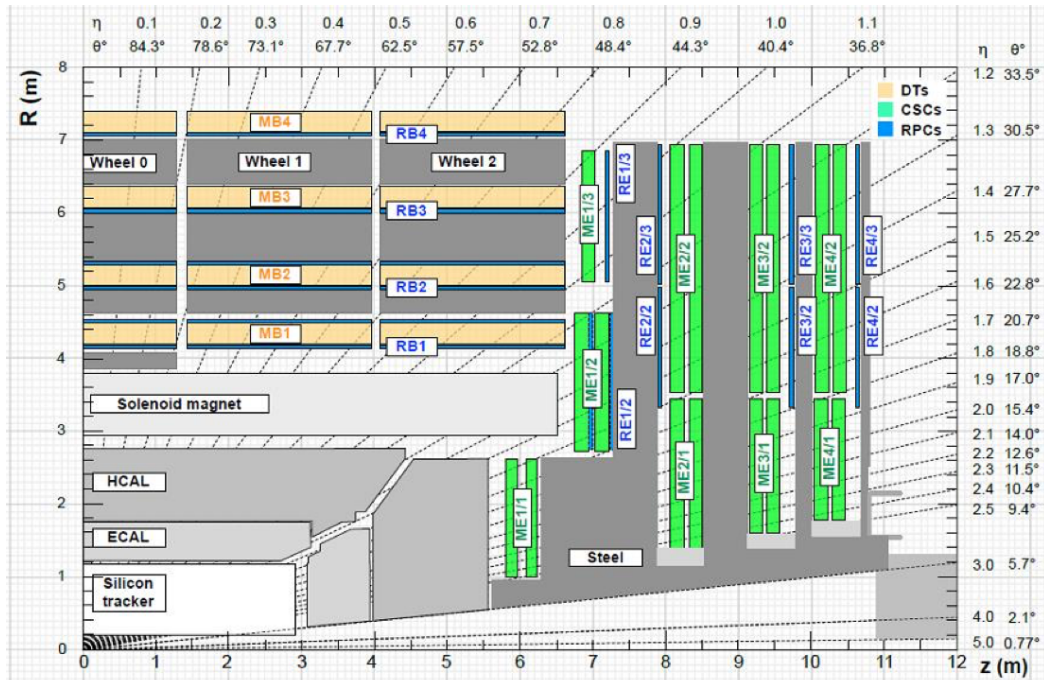 η 0.1 0.2 0.3 0.4 0.5 0.6 0.7 0.8 0.9 1.0 1.1
θ° 84.3° 78.6° 73.1° 67.7° 62.5° 57.5° 52.8° 48.4° 44.3° 40.4° 36.8°
η θ°
R (m)
8
7
6
5
4
3
2
1
0
1.2 33.5°
1.3 30.5°
1.4 27.7°
1.5 25.2°
1.6 22.8°
1.7 20.7°
1.8 18.8°
1.9 17.0°
2.0 15.4°
2.1 14.0°
2.2 12.6°
2.3 11.5°
2.4 10.4°
2.5 9.4°
3.0 5.7°
4.0 2.1°
5.0 0.77°
DTs
CSCs
RPCs
MB4
RB4
Wheel 0
Wheel 1
Wheel 2
MB3
RB3
MB2
RB2
MB1
RB1
Solenoid magnet
HCAL
ECAL
Silicon
tracker
Steel
ME1/3
RE1/3
ME1/2
RE1/2
ME1/1
RE2/3
RE2/2
ME2/2
ME2/1
ME3/2
ME3/1
RE3/3
RE3/2
ME4/2
ME4/1
RE4/3
RE4/2
0 1 2 3 4 5 6 7 8 9 10 11 12
z (m)